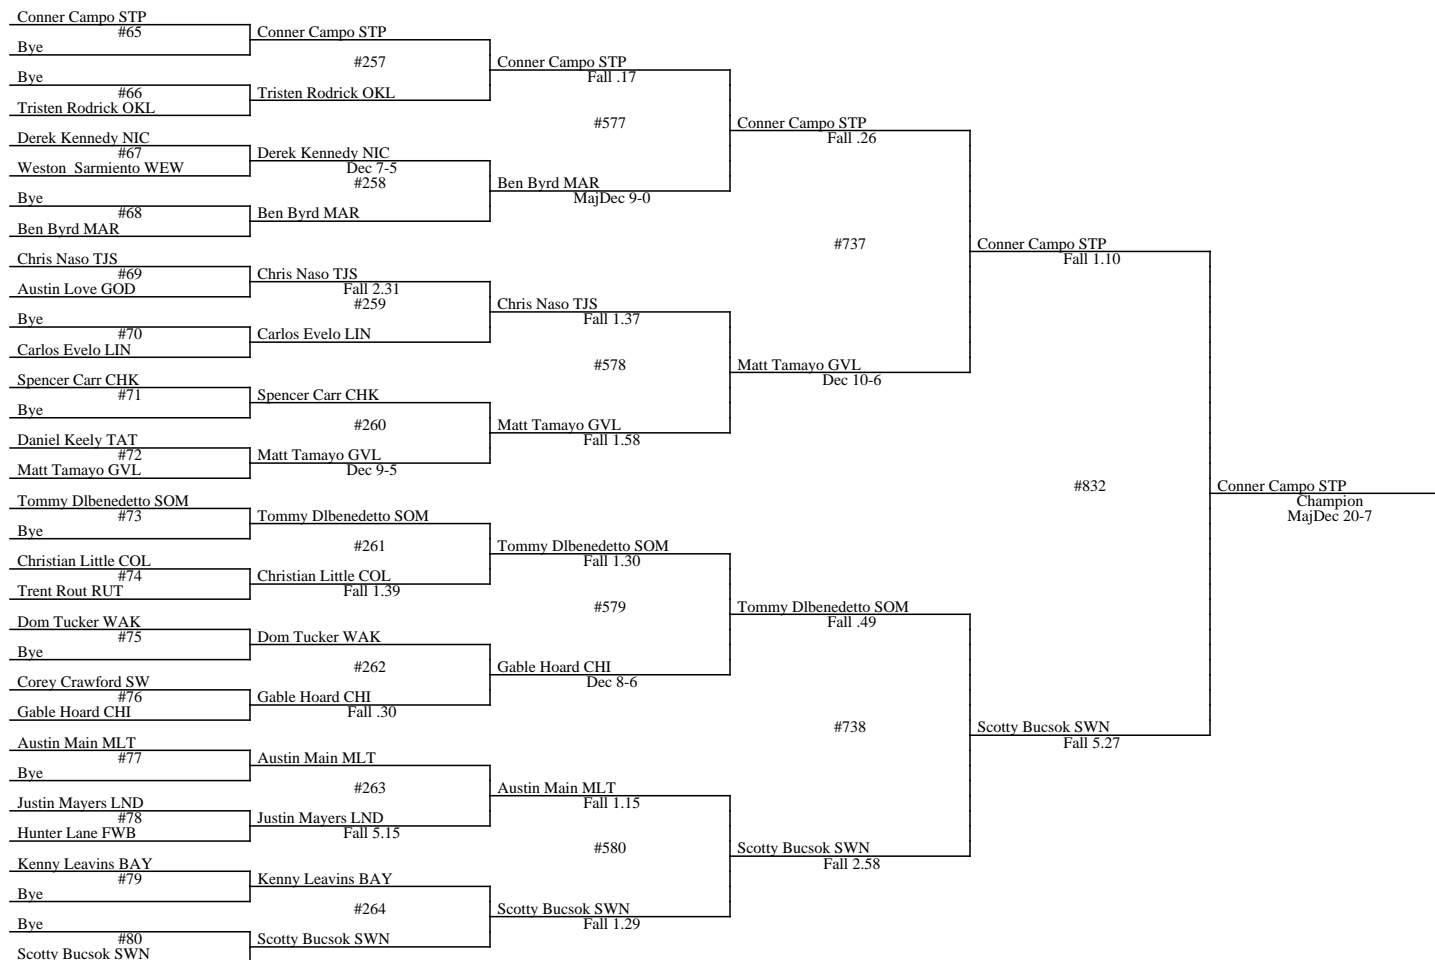 Conner Campo STP
#65
Bye
Conner Campo STP
#257
Bye
#66
Tristen Rodrick OKL
Tristen Rodrick OKL
Conner Campo STP
Fall .17
#577
Derek Kennedy NIC
#67
Weston  Sarmiento WEW
Derek Kennedy NIC
Dec 7-5
#258
Bye
#68
Ben Byrd MAR
Ben Byrd MAR
Ben Byrd MAR
MajDec 9-0
Conner Campo STP
Fall .26
#737
Chris Naso TJS
#69
Austin Love GOD
Chris Naso TJS
Fall 2.31
#259
Bye
#70
Carlos Evelo LIN
Carlos Evelo LIN
Chris Naso TJS
Fall 1.37
#578
Spencer Carr CHK
#71
Bye
Spencer Carr CHK
#260
Daniel Keely TAT
#72
Matt Tamayo GVL
Matt Tamayo GVL
Dec 9-5
Matt Tamayo GVL
Fall 1.58
Matt Tamayo GVL
Dec 10-6
Conner Campo STP
Fall 1.10
#832
Tommy Dlbenedetto SOM
#73
Bye
Tommy Dlbenedetto SOM
#261
Christian Little COL
#74
Trent Rout RUT
Christian Little COL
Fall 1.39
Tommy Dlbenedetto SOM
Fall 1.30
#579
Dom Tucker WAK
#75
Bye
Dom Tucker WAK
#262
Corey Crawford SW
#76
Gable Hoard CHI
Gable Hoard CHI
Fall .30
Gable Hoard CHI
Dec 8-6
Tommy Dlbenedetto SOM
Fall .49
#738
Austin Main MLT
#77
Bye
Austin Main MLT
#263
Justin Mayers LND
#78
Hunter Lane FWB
Justin Mayers LND
Fall 5.15
Austin Main MLT
Fall 1.15
#580
Kenny Leavins BAY
#79
Bye
Kenny Leavins BAY
#264
Bye
#80
Scotty Bucsok SWN
Scotty Bucsok SWN
Scotty Bucsok SWN
Fall 1.29
Scotty Bucsok SWN
Fall 2.58
Scotty Bucsok SWN
Fall 5.27
Conner Campo STP
Champion
MajDec 20-7